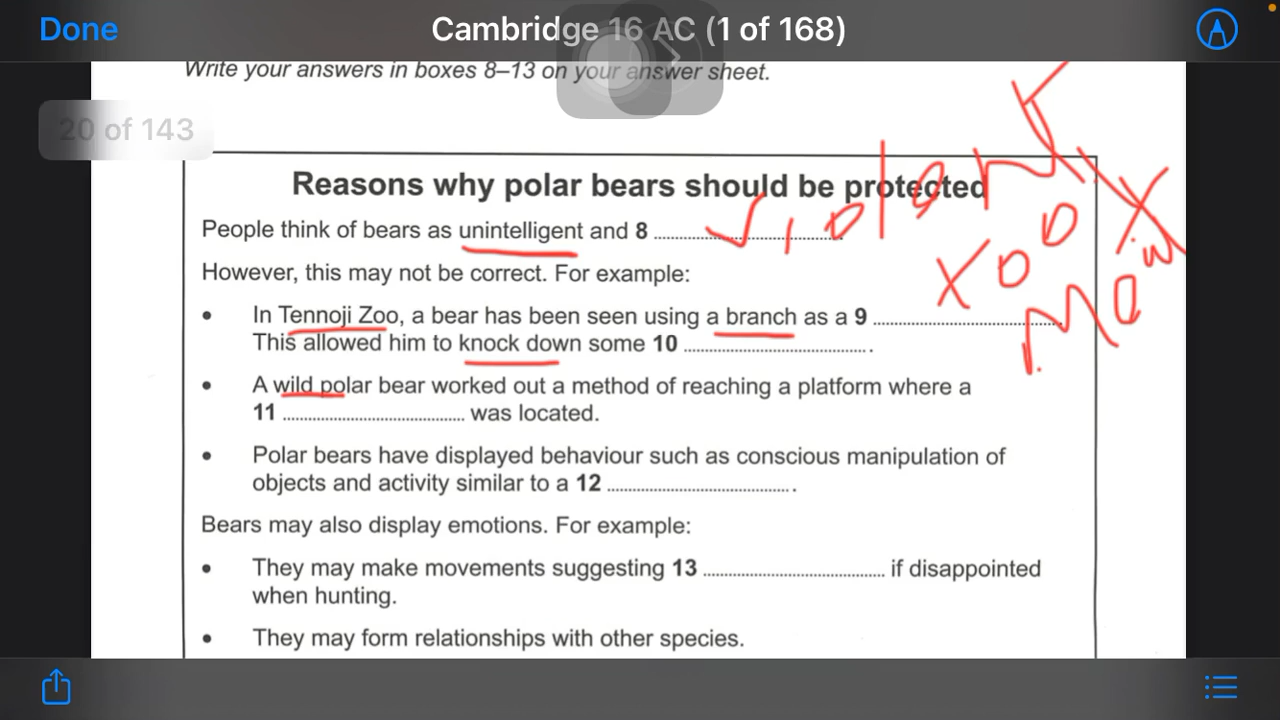 Done
Cambridge 16 AC (1 of 168)
Write your answers in boxes 8–13 on your answer sheet.
20 of 143
Reasons why polar bears should be protected
People think of bears as unintelligent and 8 ..............................
violent
However, this may not be correct. For example:
• In Tennoji Zoo, a bear has been seen using a branch as a 9 ..............................
This allowed him to knock down some 10 .............................. .
• A wild polar bear worked out a method of reaching a platform where a
11 .............................. was located.
• Polar bears have displayed behaviour such as conscious manipulation of
objects and activity similar to a 12 .............................. .
Bears may also display emotions. For example:
• They may make movements suggesting 13 .............................. if disappointed
when hunting.
• They may form relationships with other species.